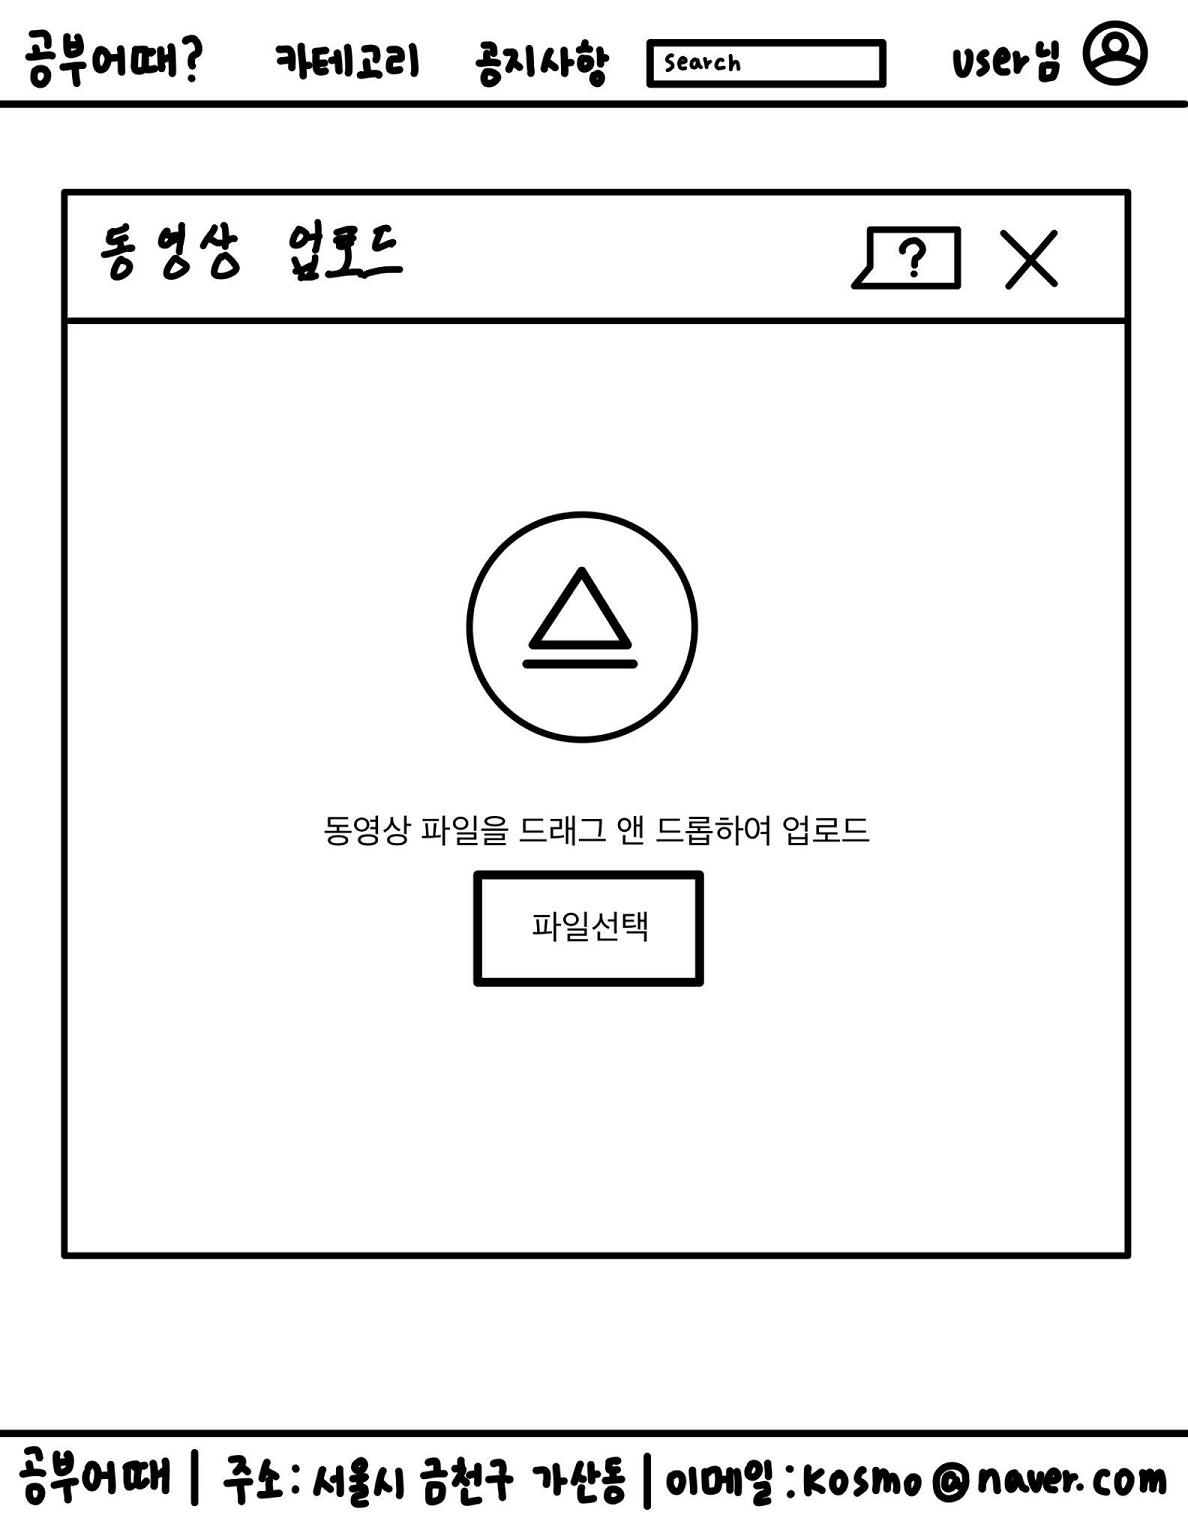 공부어때? 카테고리 공지사항 Search user님
동영상 업로드 ?
동영상 파일을 드래그 앤 드롭하여 업로드
파일선택
공부어때 | 주소: 서울시 금천구 가산동 | 이메일: kosmo@naver.com